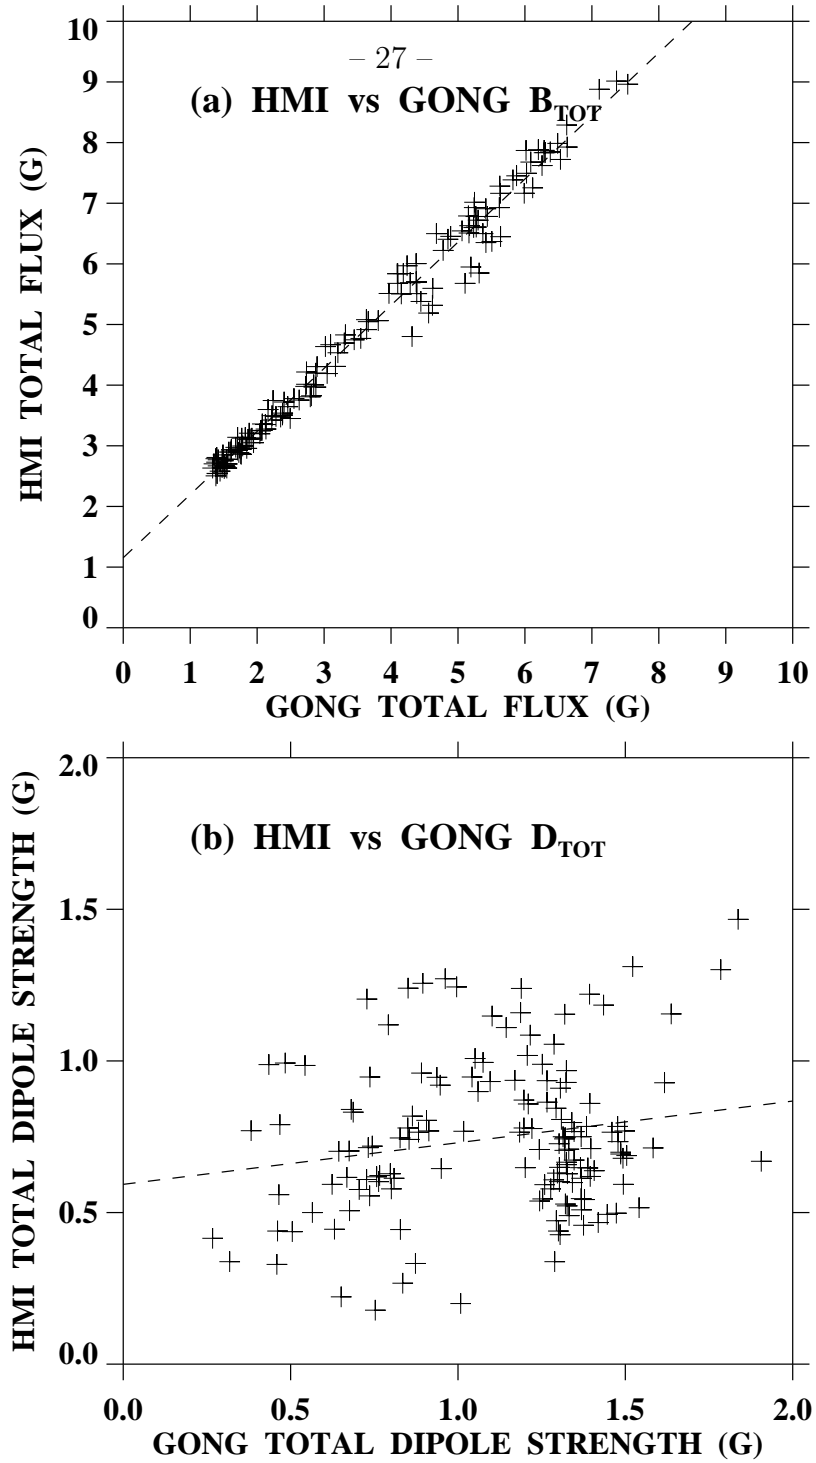 10
– 27 –
9
(a) HMI vs GONG B_TOT
8
7
6
5
4
3
2
1
0
HMI TOTAL FLUX (G)
0 1 2 3 4 5 6 7 8 9 10
GONG TOTAL FLUX (G)
2.0
(b) HMI vs GONG D_TOT
1.5
1.0
0.5
0.0
HMI TOTAL DIPOLE STRENGTH (G)
0.0 0.5 1.0 1.5 2.0
GONG TOTAL DIPOLE STRENGTH (G)